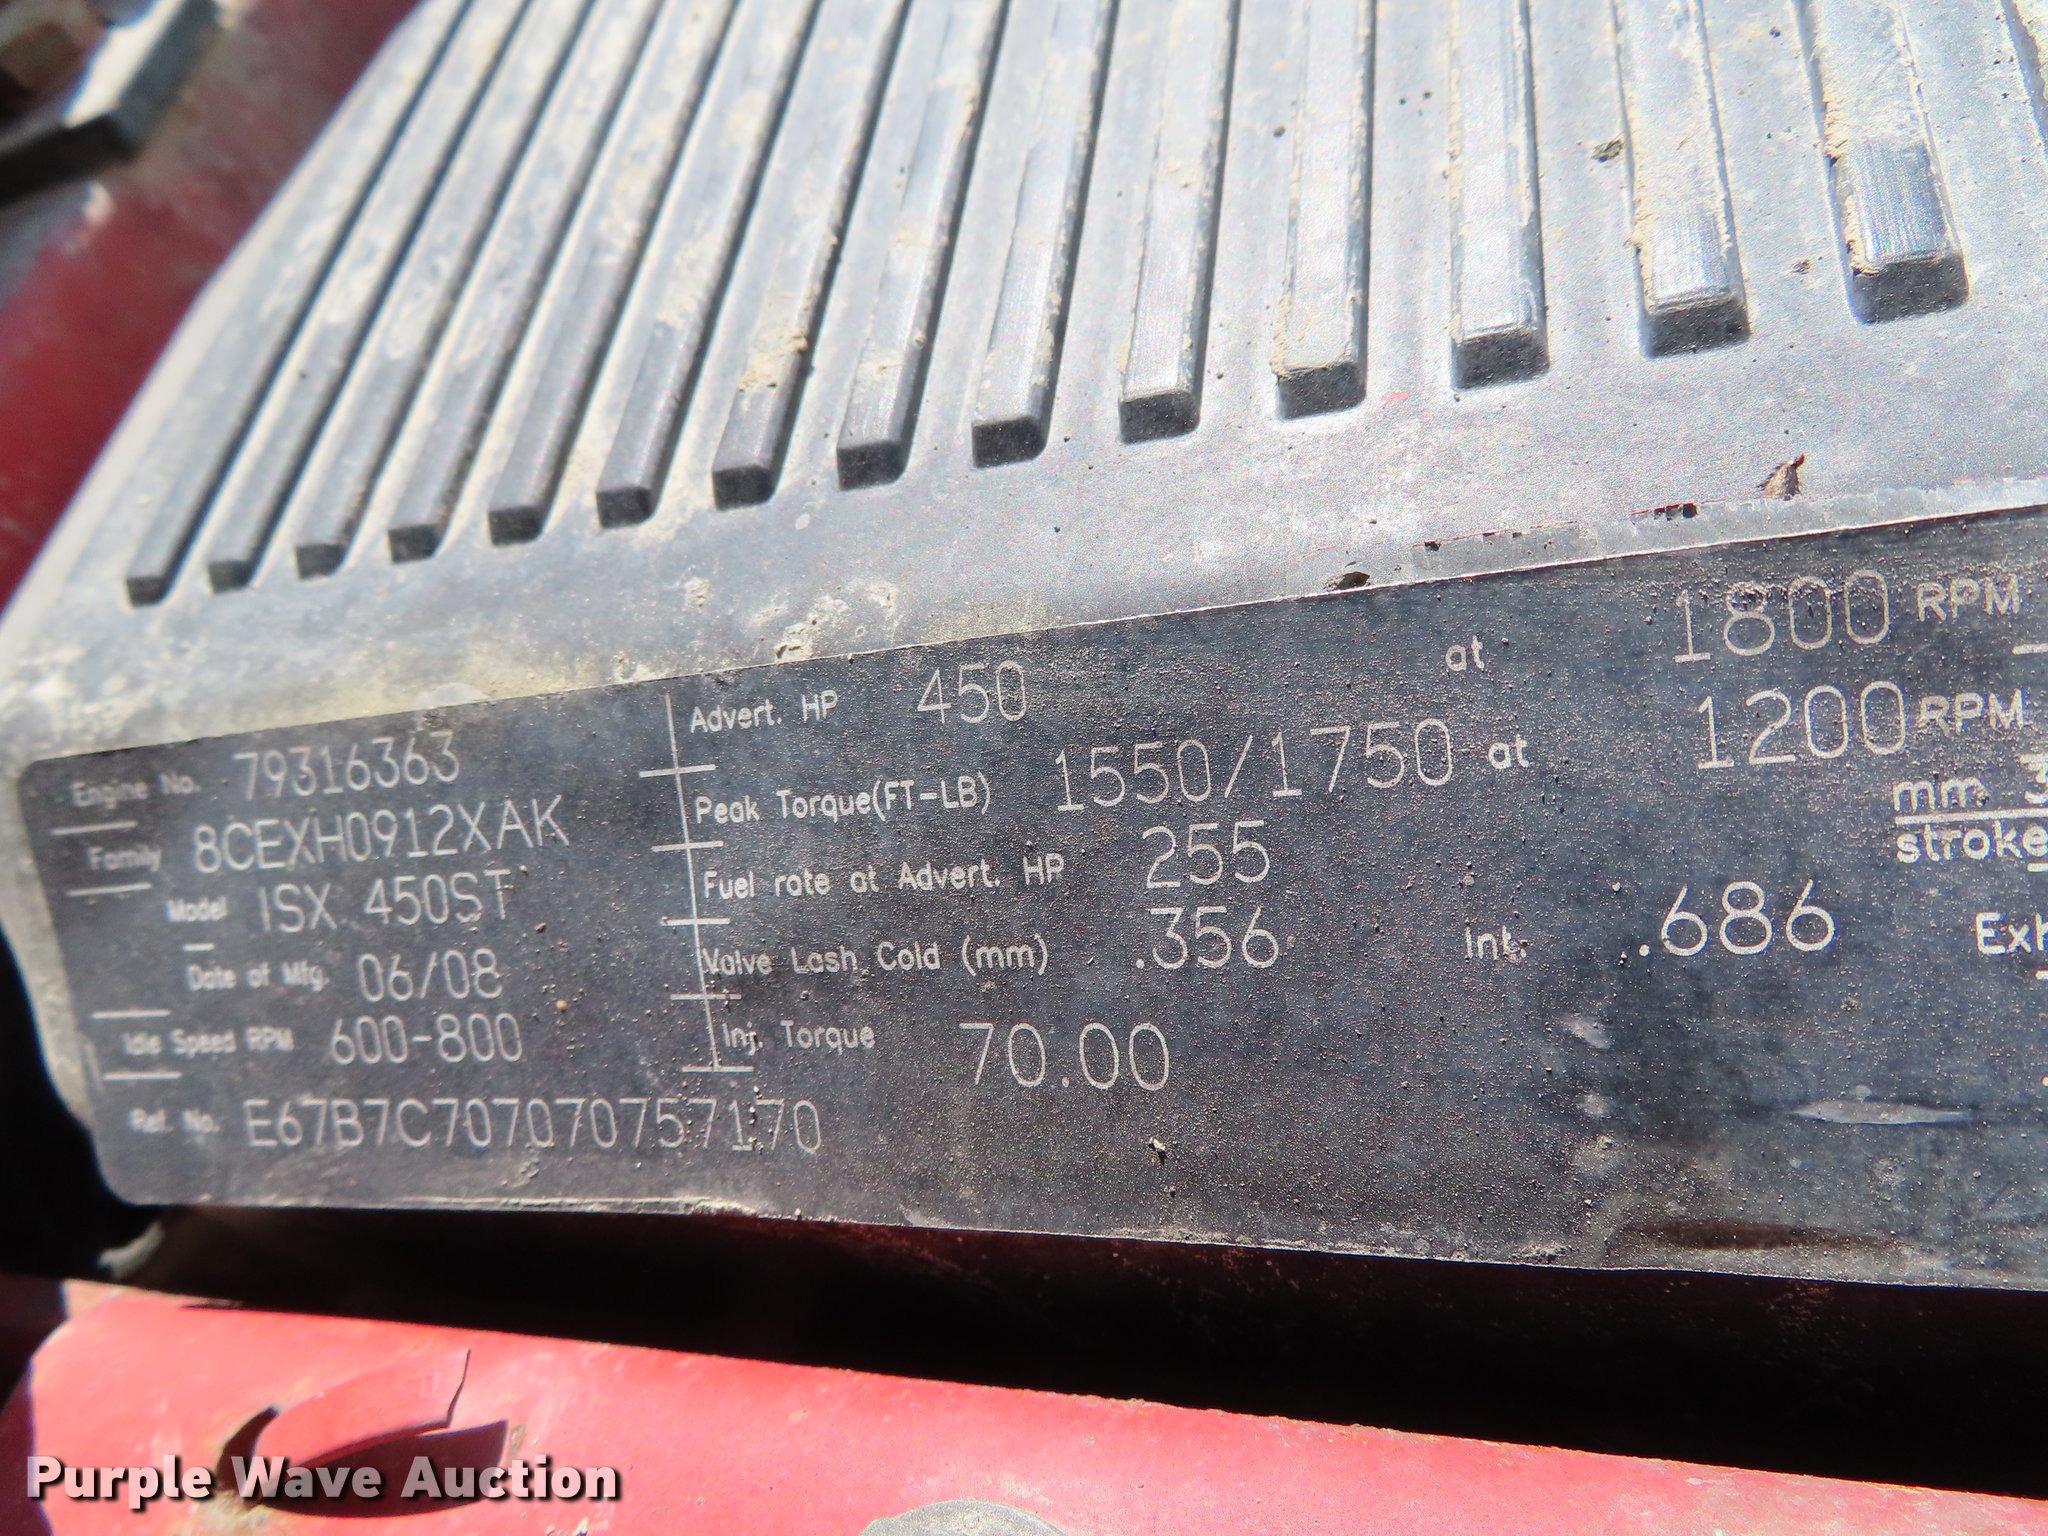 Engine No. 79316363
Family 8CEXH0912XAK
Model ISX 450ST
Date of Mfg. 06/08
Idle Speed RPM 600-800
Ref. No. E67B7C707070757170
Advert. HP 450 at 1800 RPM
Peak Torque(FT-LB) 1550/1750 at 1200 RPM
Fuel rate at Advert. HP 255 mm 3
stroke
Valve Lash Cold (mm) .356 Int. .686 Exh
Inj. Torque 70.00
Purple Wave Auction